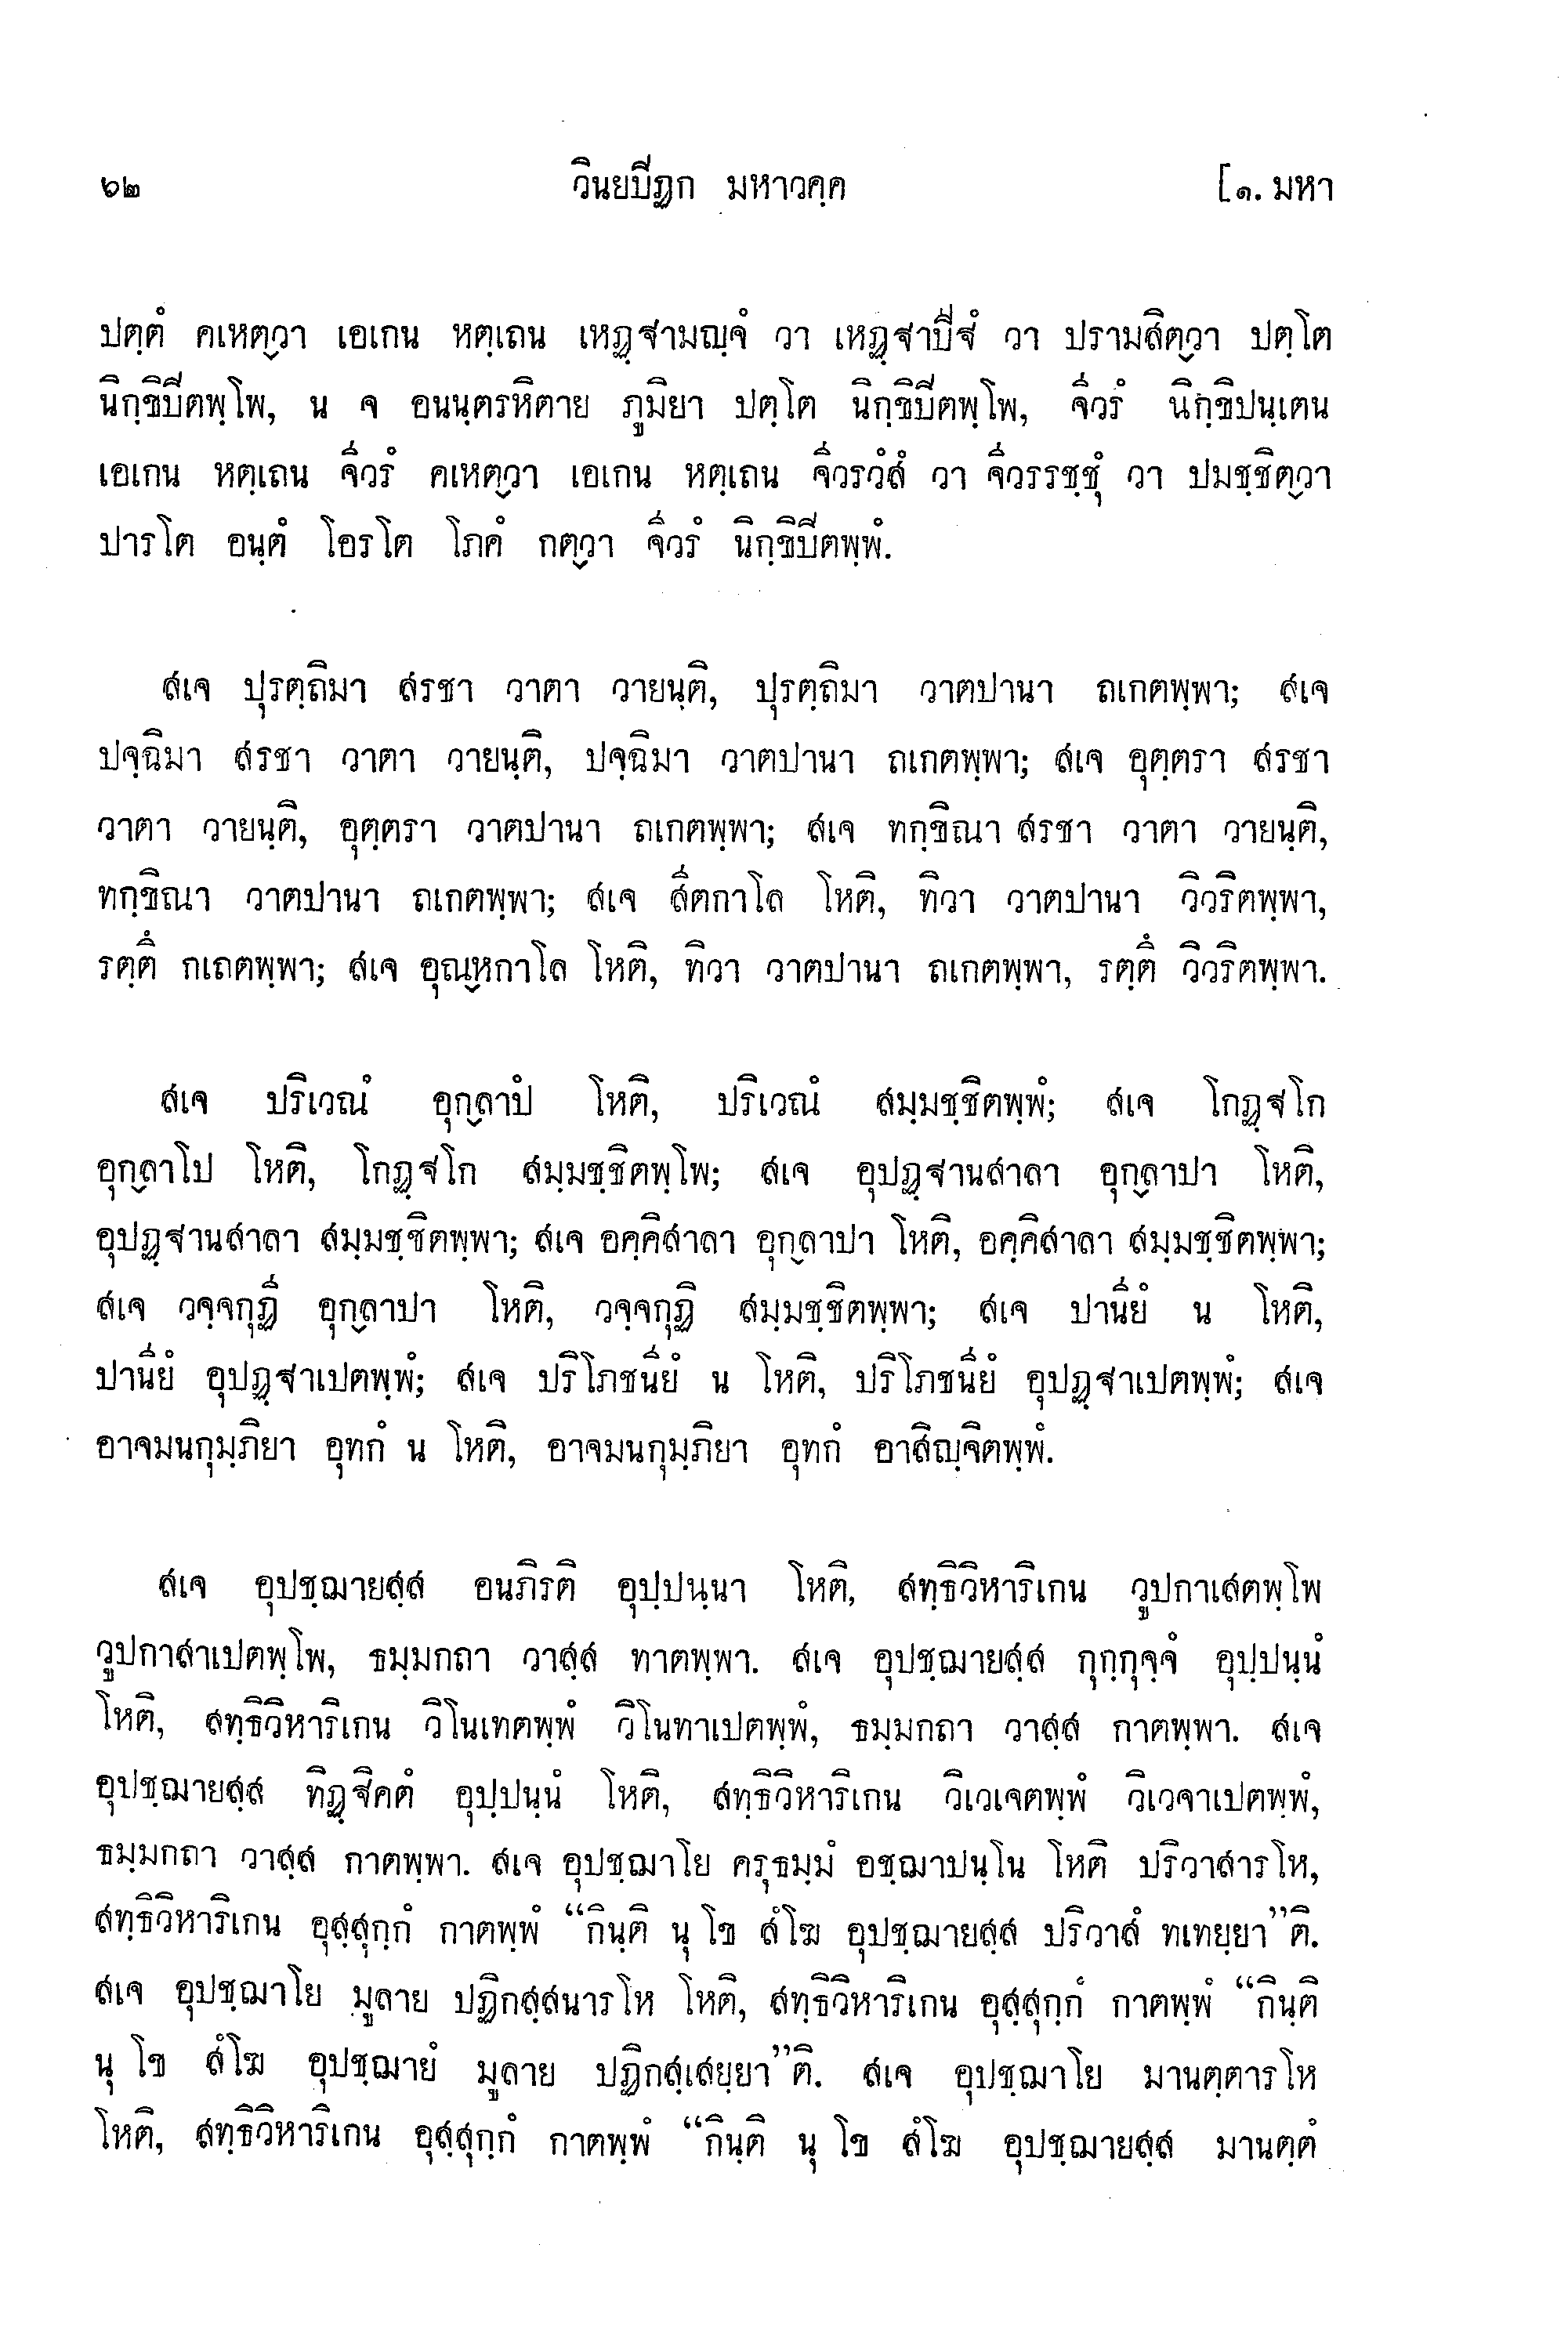 ๖๒ วินยปิฏก มหาวคฺค [๑. มหา
ปตฺตํ คเหตฺวา เอเกน หตฺเถน เหฏฺฐามญฺจํ วา เหฏฺฐาปีฐํ วา ปรามสิตฺวา ปตฺโต
นิกฺขิปิตพฺโพ, น จ อนนฺตรหิตาย ภูมิยา ปตฺโต นิกฺขิปิตพฺโพ, จีวรํ นิกฺขิปนฺเตน
เอเกน หตฺเถน จีวรํ คเหตฺวา เอเกน หตฺเถน จีวรวํสํ วา จีวรรชฺชุํ วา ปมชฺชิตฺวา
ปารโต อนฺตํ โอรโต โภคํ กตฺวา จีวรํ นิกฺขิปิตพฺพํ.
สเจ ปุรตฺถิมา สรชา วาตา วายนฺติ, ปุรตฺถิมา วาตปานา ถเกตพฺพา; สเจ
ปจฺฉิมา สรชา วาตา วายนฺติ, ปจฺฉิมา วาตปานา ถเกตพฺพา; สเจ อุตฺตรา สรชา
วาตา วายนฺติ, อุตฺตรา วาตปานา ถเกตพฺพา; สเจ ทกฺขิณา สรชา วาตา วายนฺติ,
ทกฺขิณา วาตปานา ถเกตพฺพา; สเจ สีตกาโล โหติ, ทิวา วาตปานา วิวริตพฺพา,
รตฺตึ กเถตพฺพา; สเจ อุณฺหกาโล โหติ, ทิวา วาตปานา ถเกตพฺพา, รตฺตึ วิวริตพฺพา.
สเจ ปริเวณํ อุกฺลาปํ โหติ, ปริเวณํ สมฺมชฺชิตพฺพํ; สเจ โกฏฺฐโก
อุกฺลาโป โหติ, โกฏฺฐโก สมฺมชฺชิตพฺโพ; สเจ อุปฏฺฐานสาลา อุกฺลาปา โหติ,
อุปฏฺฐานสาลา สมฺมชฺชิตพฺพา; สเจ อคฺคิสาลา อุกฺลาปา โหติ, อคฺคิสาลา สมฺมชฺชิตพฺพา;
สเจ วจฺจกุฏี อุกฺลาปา โหติ, วจฺจกุฏิ สมฺมชฺชิตพฺพา; สเจ ปานียํ น โหติ,
ปานียํ อุปฏฺฐาเปตพฺพํ; สเจ ปริโภชนียํ น โหติ, ปริโภชนียํ อุปฏฺฐาเปตพฺพํ; สเจ
อาจมนกุมฺภิยา อุทกํ น โหติ, อาจมนกุมฺภิยา อุทกํ อาสิญฺจิตพฺพํ.
สเจ อุปชฺฌายสฺส อนภิรติ อุปฺปนฺนา โหติ, สทฺธิวิหาริเกน วูปกาเสตพฺโพ
วูปกาสาเปตพฺโพ, ธมฺมกถา วาสฺส ทาตพฺพา. สเจ อุปชฺฌายสฺส กุกฺกุจฺจํ อุปฺปนฺนํ
โหติ, สทฺธิวิหาริเกน วิโนเทตพฺพํ วิโนทาเปตพฺพํ, ธมฺมกถา วาสฺส กาตพฺพา. สเจ
อุปชฺฌายสฺส ทิฏฺฐิคตํ อุปฺปนฺนํ โหติ, สทฺธิวิหาริเกน วิเวเจตพฺพํ วิเวจาเปตพฺพํ,
ธมฺมกถา วาสฺส กาตพฺพา. สเจ อุปชฺฌาโย ครุธมฺมํ อชฺฌาปนฺโน โหติ ปริวาสารโห,
สทฺธิวิหาริเกน อุสฺสุกฺกํ กาตพฺพํ “กินฺติ นุ โข สํโฆ อุปชฺฌายสฺส ปริวาสํ ทเทยฺยา”ติ.
สเจ อุปชฺฌาโย มูลาย ปฏิกสฺสนารโห โหติ, สทฺธิวิหาริเกน อุสฺสุกฺกํ กาตพฺพํ “กินฺติ
นุ โข สํโฆ อุปชฺฌายํ มูลาย ปฏิกสฺเสยฺยา”ติ. สเจ อุปชฺฌาโย มานตฺตารโห
โหติ, สทฺธิวิหาริเกน อุสฺสุกฺกํ กาตพฺพํ “กินฺติ นุ โข สํโฆ อุปชฺฌายสฺส มานตฺตํ